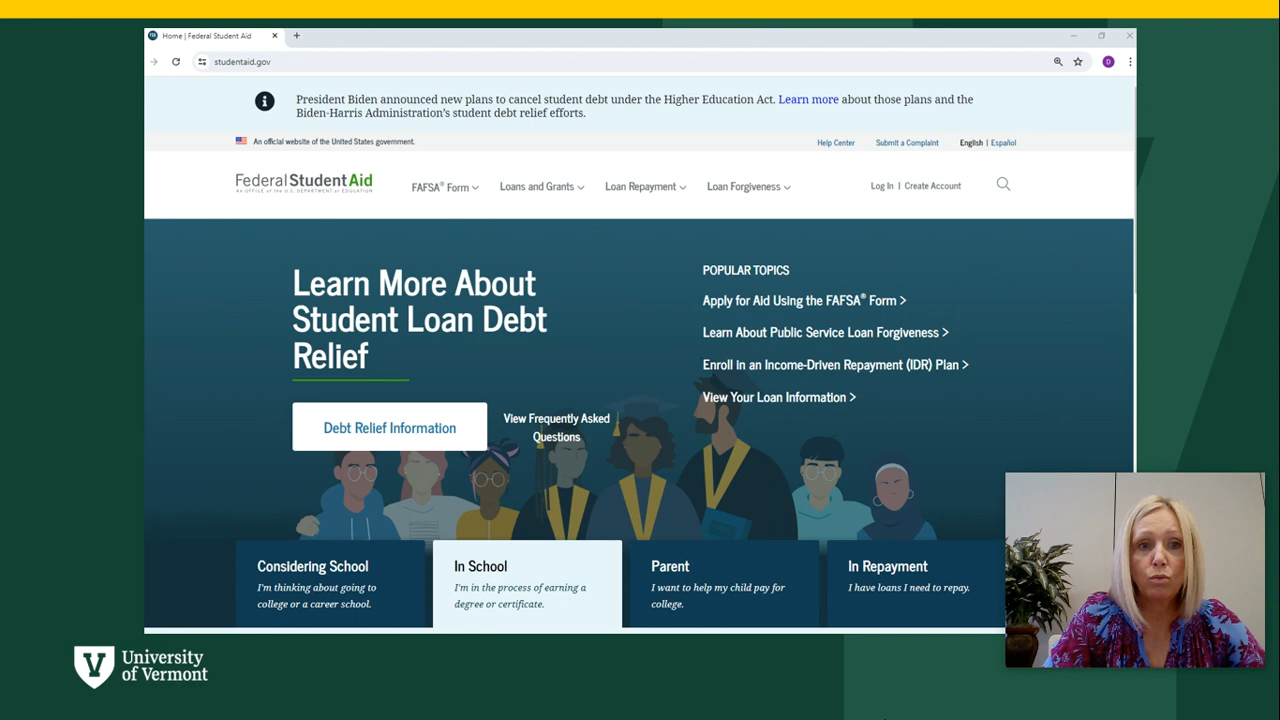 Home | Federal Student Aid
studentaid.gov
D
President Biden announced new plans to cancel student debt under the Higher Education Act. Learn more about those plans and the
Biden-Harris Administration's student debt relief efforts.
An official website of the United States government.
Help Center Submit a Complaint English | Español
Federal Student Aid
AN OFFICE of the U.S. DEPARTMENT of EDUCATION
FAFSA® Form Loans and Grants Loan Repayment Loan Forgiveness Log In | Create Account
Learn More About
Student Loan Debt
Relief
Debt Relief Information
View Frequently Asked
Questions
POPULAR TOPICS
Apply for Aid Using the FAFSA® Form >
Learn About Public Service Loan Forgiveness >
Enroll in an Income-Driven Repayment (IDR) Plan >
View Your Loan Information >
Considering School
I'm thinking about going to
college or a career school.
In School
I'm in the process of earning a
degree or certificate.
Parent
I want to help my child pay for
college.
In Repayment
I have loans I need to repay.
V University
of Vermont